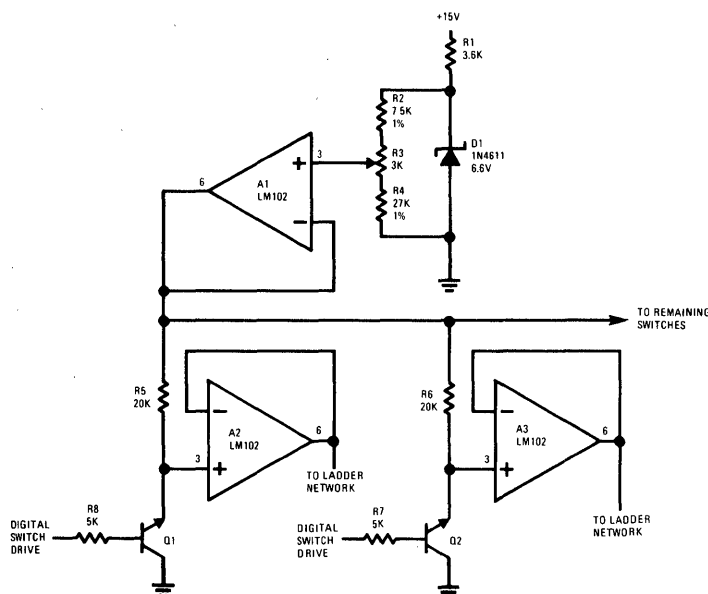 +15V
R1
3.6K
R2
7.5K
1%
R3
3K
R4
27K
1%
D1
1N4611
6.6V
3
6
+
−
A1
LM102
TO REMAINING
SWITCHES
R5
20K
−
A2
LM102
6
3
+
TO LADDER
NETWORK
R6
20K
−
A3
LM102
6
3
+
TO LADDER
NETWORK
DIGITAL
SWITCH
DRIVE
R8
5K
Q1
DIGITAL
SWITCH
DRIVE
R7
5K
Q2